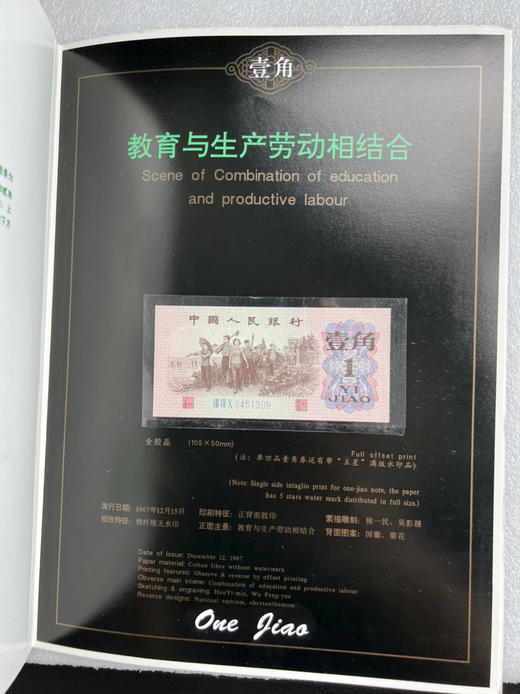 壹角
教育与生产劳动相结合
Scene of Combination of education
and productive labour
中國人民銀行
壹角
1
YI
JIAO
3451308
全胶品 (105×50mm)
Full offset print
(注：单凹品壹角券还有带“五星”满版水印品)
(Note: Single side intaglio print for one-jiao note, the paper
has 5 stars water mark distributed in full size.)
发行日期：1967年12月15日 印刷特征：正背面胶印 素描雕刻：侯一民、吴彭越
纸张特征：棉纤维无水印 正面主景：教育与生产劳动相结合 背面图案：国徽、菊花
Date of issue: December 12, 1967
Paper material: Cotton fibre without watermark
Printing feaures: Observe & reverse by offset printing
Obverse main scene: Combination of education and productive labour
Sketching & engraving: HouYi-min, Wu Peng-yue
Reverse designs: National emblem, chrysanthemum
One Jiao